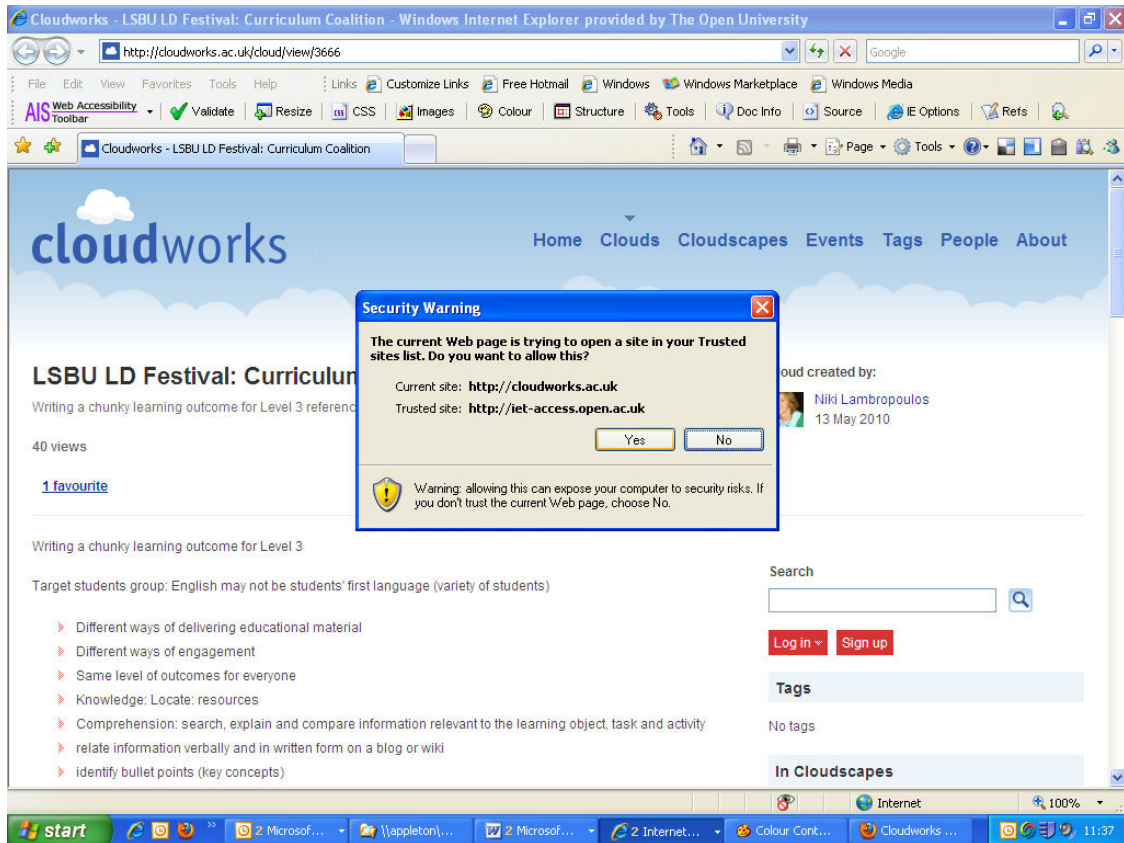 Cloudworks - LSBU LD Festival: Curriculum Coalition - Windows Internet Explorer provided by The Open University
http://cloudworks.ac.uk/cloud/view/3666
Google
File Edit View Favorites Tools Help Links Customize Links Free Hotmail Windows Windows Marketplace Windows Media
AIS Web Accessibility Toolbar Validate Resize CSS Images Colour Structure Tools Doc Info Source IE Options Refs
Cloudworks - LSBU LD Festival: Curriculum Coalition
Page Tools
cloudworks
Home Clouds Cloudscapes Events Tags People About
Security Warning
The current Web page is trying to open a site in your Trusted
sites list. Do you want to allow this?
Current site: http://cloudworks.ac.uk
Trusted site: http://iet-access.open.ac.uk
Yes No
Warning: allowing this can expose your computer to security risks. If
you don't trust the current Web page, choose No.
LSBU LD Festival: Curriculum
Writing a chunky learning outcome for Level 3 referenc
40 views
1 favourite
oud created by:
Niki Lambropoulos
13 May 2010
Writing a chunky learning outcome for Level 3
Target students group: English may not be students' first language (variety of students)
Different ways of delivering educational material
Different ways of engagement
Same level of outcomes for everyone
Knowledge: Locate: resources
Comprehension: search, explain and compare information relevant to the learning object, task and activity
relate information verbally and in written form on a blog or wiki
identify bullet points (key concepts)
Search
Log in Sign up
Tags
No tags
In Cloudscapes
Internet 100%
start 2 Microsof... \\appleton\... 2 Microsof... 2 Internet... Colour Cont... Cloudworks ... 11:37